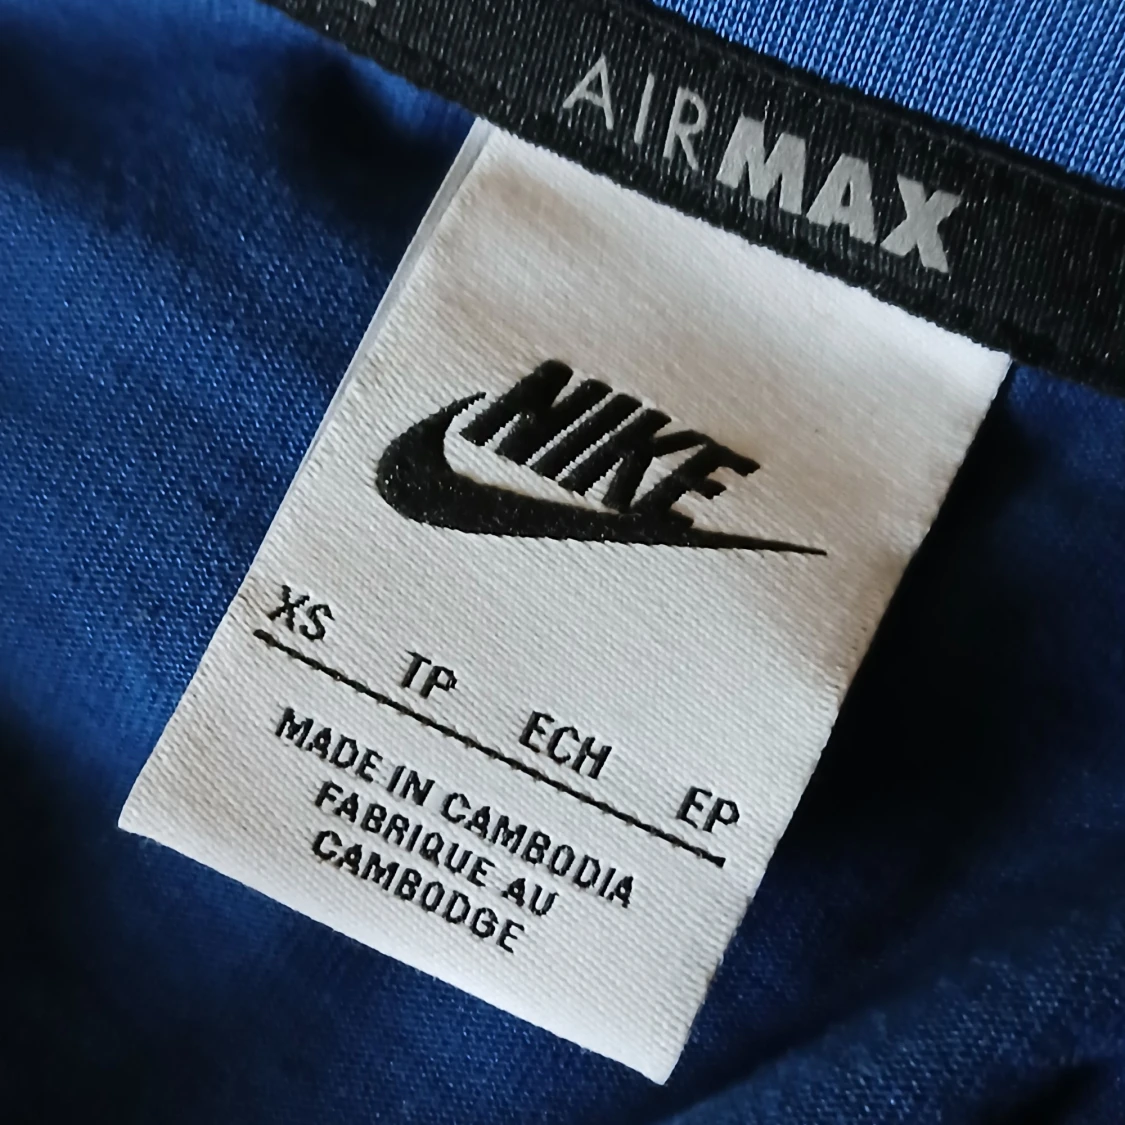 AIRMAX
NIKE
XS TP ECH EP
MADE IN CAMBODIA
FABRIQUE AU
CAMBODGE